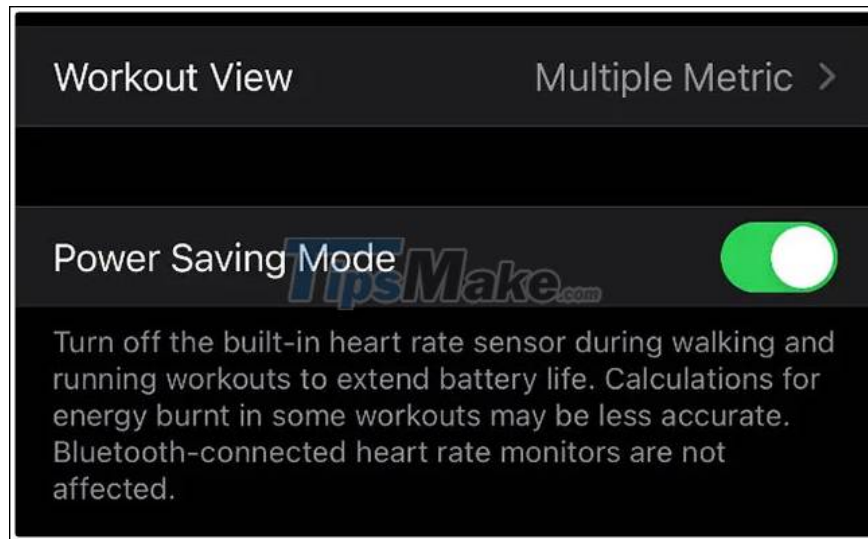 Workout View
Multiple Metric >
Power Saving Mode
TipsMake.com
Turn off the built-in heart rate sensor during walking and
running workouts to extend battery life. Calculations for
energy burnt in some workouts may be less accurate.
Bluetooth-connected heart rate monitors are not
affected.